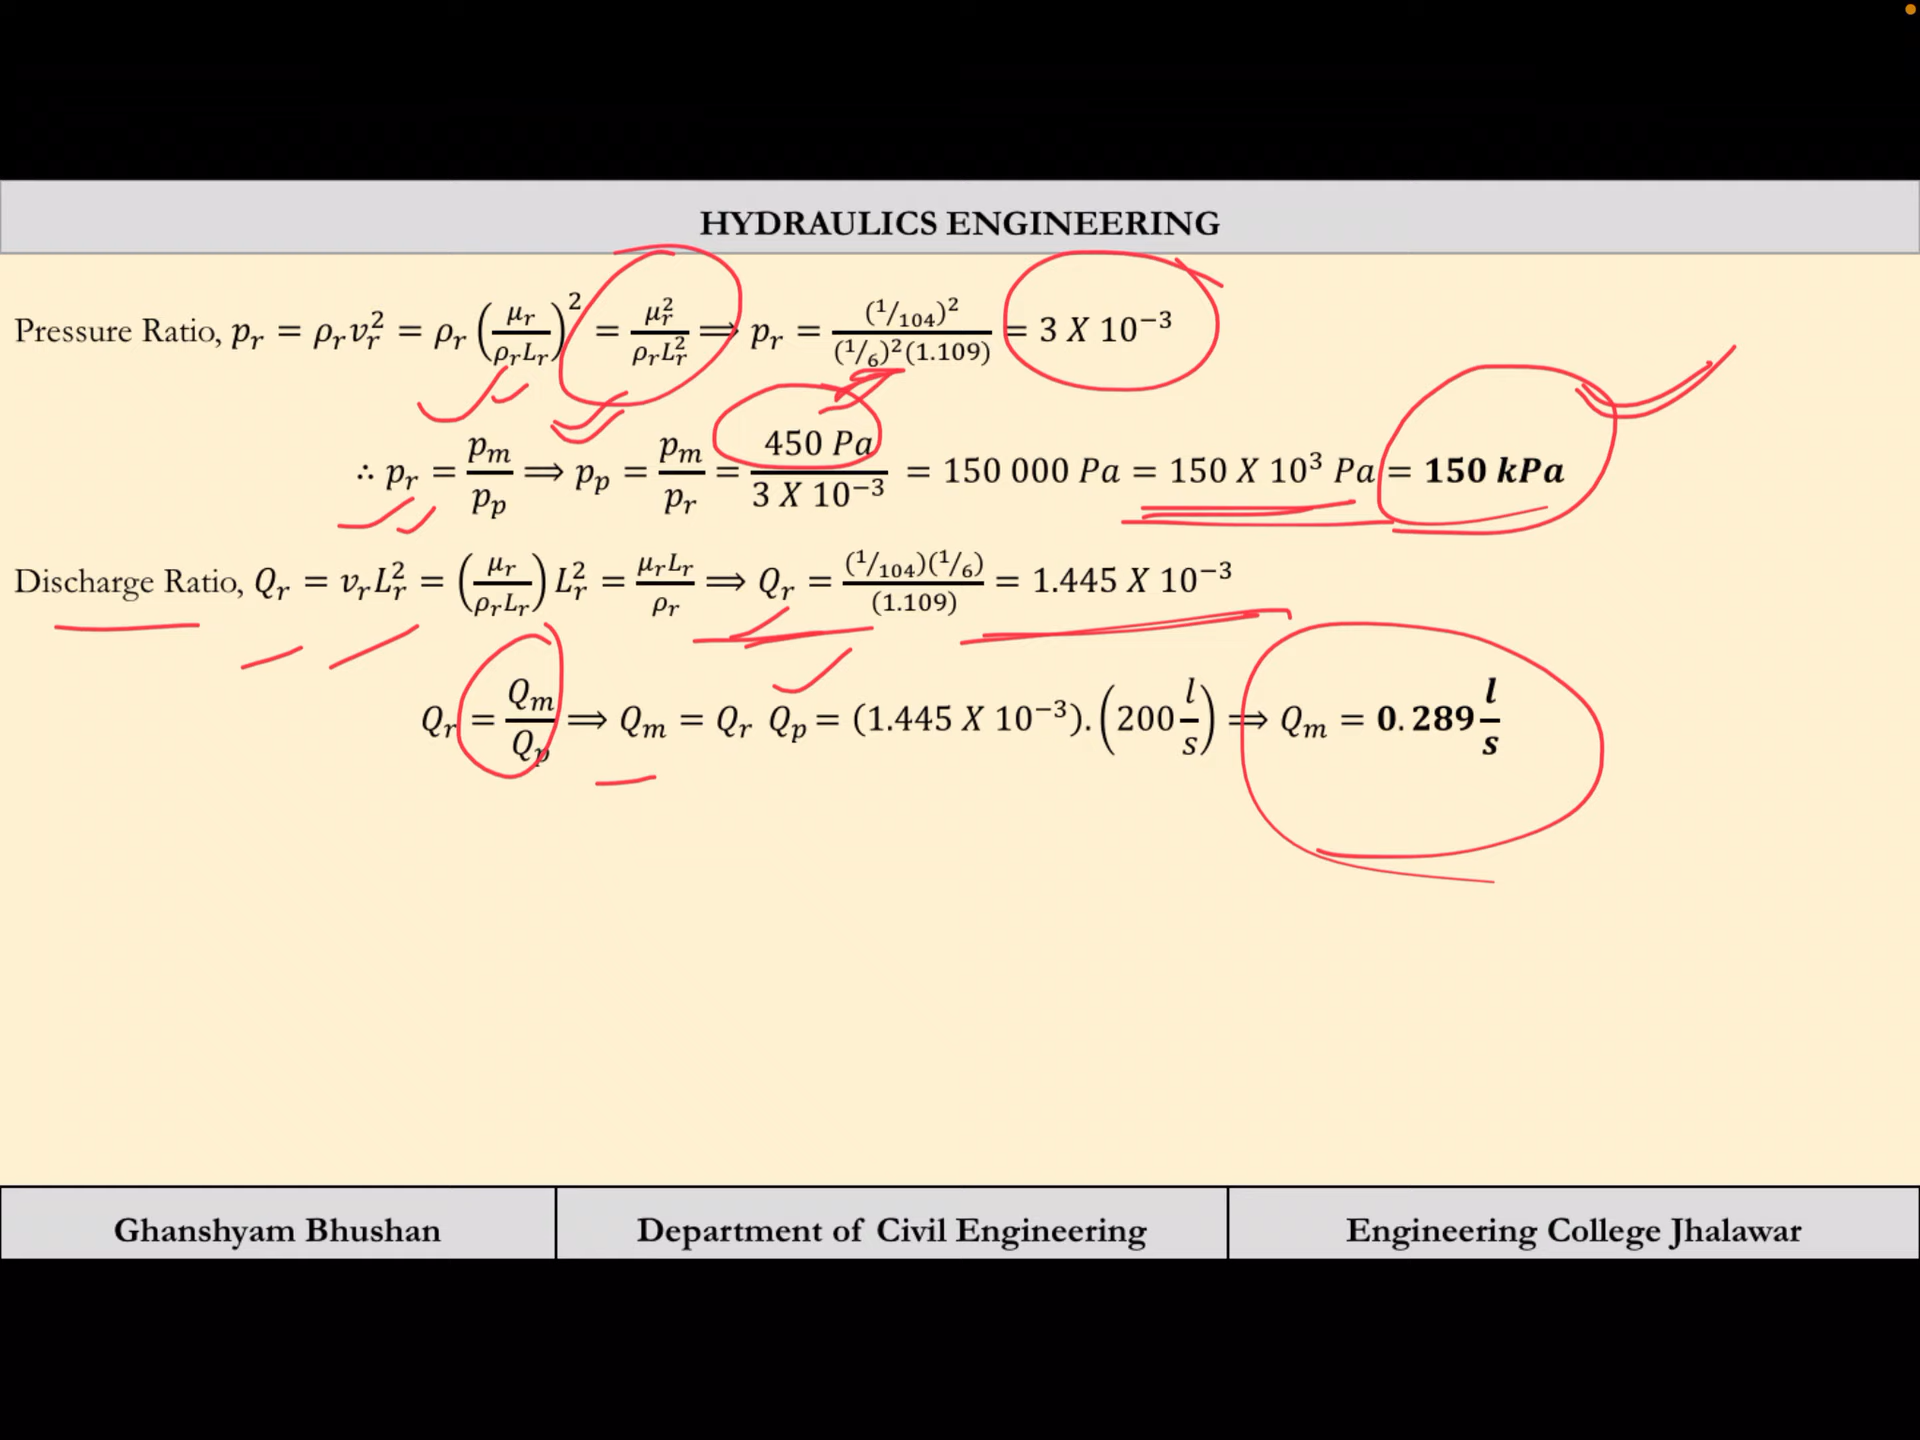 HYDRAULICS ENGINEERING
Pressure Ratio, p_r = ρ_r v_r^2 = ρ_r (μ_r / ρ_r L_r)^2 = μ_r^2 / ρ_r L_r^2 ⟹ p_r = (1/104)^2 / (1/6)^2 (1.109) = 3 X 10^−3
∴ p_r = p_m / p_p ⟹ p_p = p_m / p_r = 450 Pa / 3 X 10^−3 = 150 000 Pa = 150 X 10^3 Pa = 150 kPa
Discharge Ratio, Q_r = v_r L_r^2 = (μ_r / ρ_r L_r) L_r^2 = μ_r L_r / ρ_r ⟹ Q_r = (1/104)(1/6) / (1.109) = 1.445 X 10^−3
Q_r = Q_m / Q_p ⟹ Q_m = Q_r Q_p = (1.445 X 10^−3). (200 l/s) ⟹ Q_m = 0.289 l/s
Ghanshyam Bhushan
Department of Civil Engineering
Engineering College Jhalawar